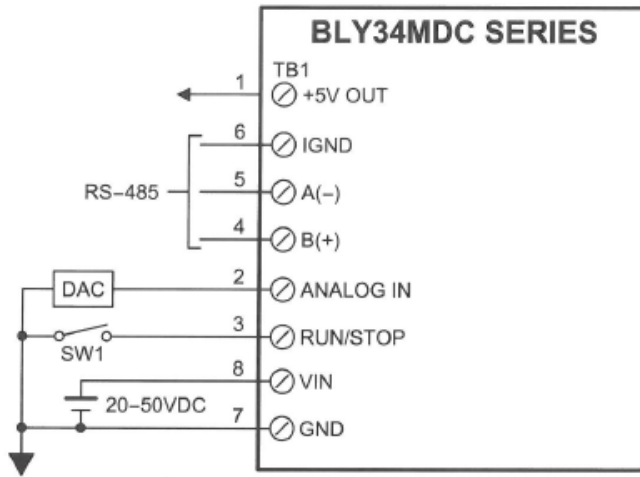 BLY34MDC SERIES
TB1
1 +5V OUT
6 IGND
RS-485 5 A(-)
4 B(+)
DAC 2 ANALOG IN
SW1 3 RUN/STOP
8 VIN
20-50VDC
7 GND